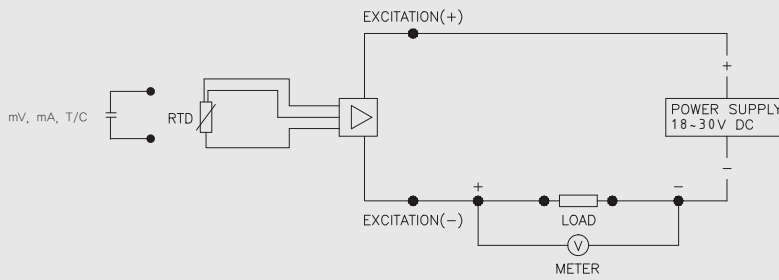 EXCITATION(+)
mV, mA, T/C
RTD
+
POWER SUPPLY
18~30V DC
−
EXCITATION(−)
+
−
LOAD
V
METER